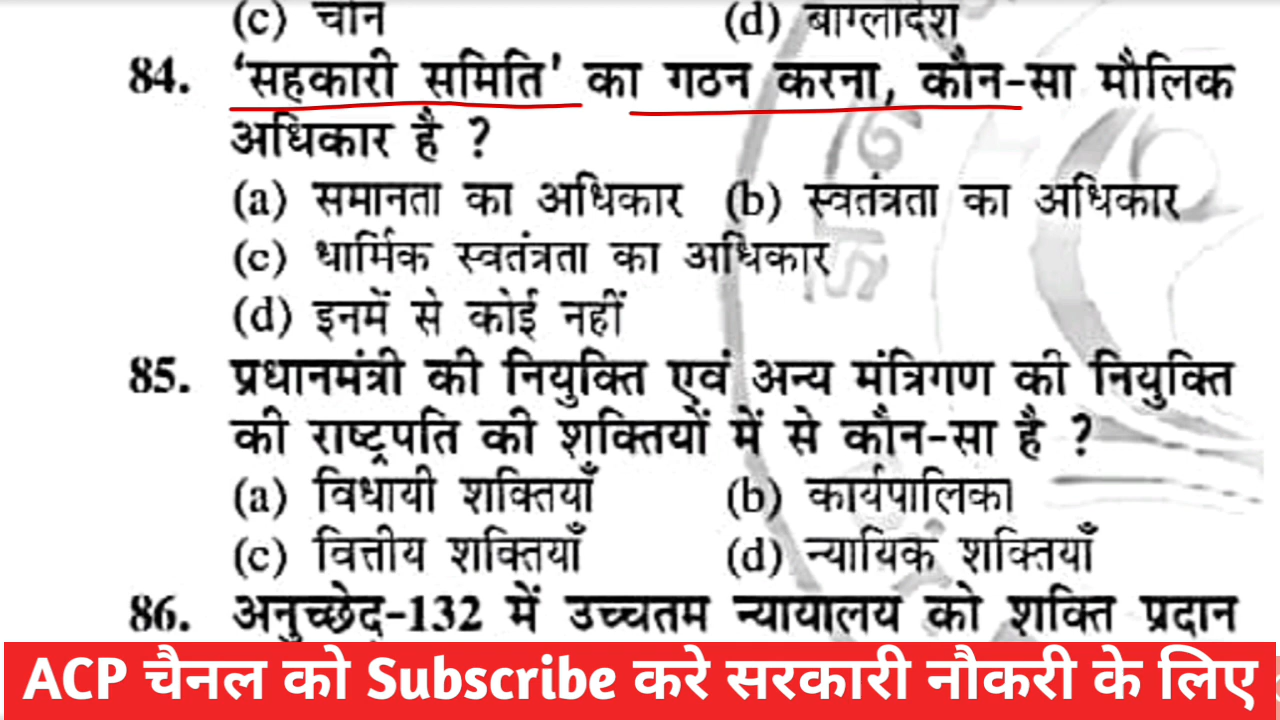 (c) चीन (d) बाग्लादेश
84. ‘सहकारी समिति’ का गठन करना, कौन-सा मौलिक
अधिकार है ?
(a) समानता का अधिकार (b) स्वतंत्रता का अधिकार
(c) धार्मिक स्वतंत्रता का अधिकार
(d) इनमें से कोई नहीं
85. प्रधानमंत्री की नियुक्ति एवं अन्य मंत्रिगण की नियुक्ति
की राष्ट्रपति की शक्तियों में से कौन-सा है ?
(a) विधायी शक्तियाँ (b) कार्यपालिका
(c) वित्तीय शक्तियाँ (d) न्यायिक शक्तियाँ
86. अनुच्छेद-132 में उच्चतम न्यायालय को शक्ति प्रदान
ACP चैनल को Subscribe करे सरकारी नौकरी के लिए